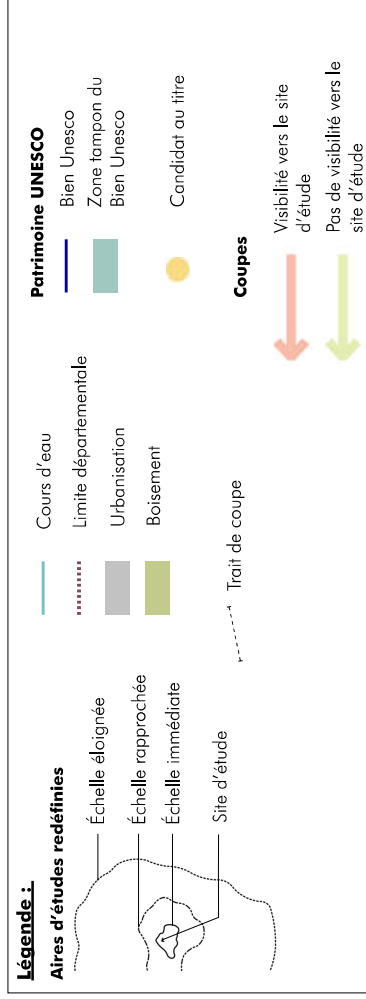 Légende :
Aires d'études redéfinies
Échelle éloignée
Échelle rapprochée
Échelle immédiate
Site d'étude
Cours d'eau
Limite départementale
Urbanisation
Boisement
Trait de coupe
Patrimoine UNESCO
Bien Unesco
Zone tampon du
Bien Unesco
Candidat au titre
Coupes
Visibilité vers le site
d'étude
Pas de visibilité vers le
site d'étude